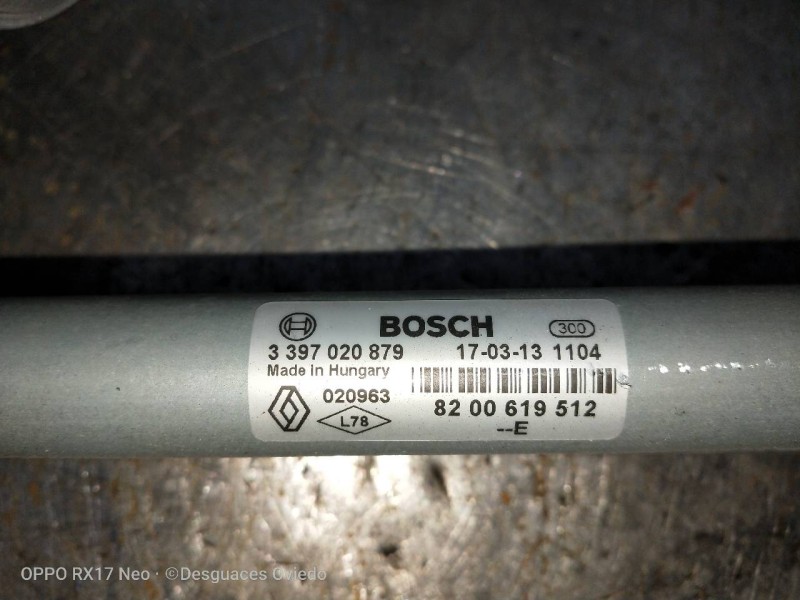 BOSCH 300
3 397 020 879 17-03-13 1104
Made in Hungary
020963
L78
82 00 619 512
--E
OPPO RX17 Neo · ©Desguaces Oviedo